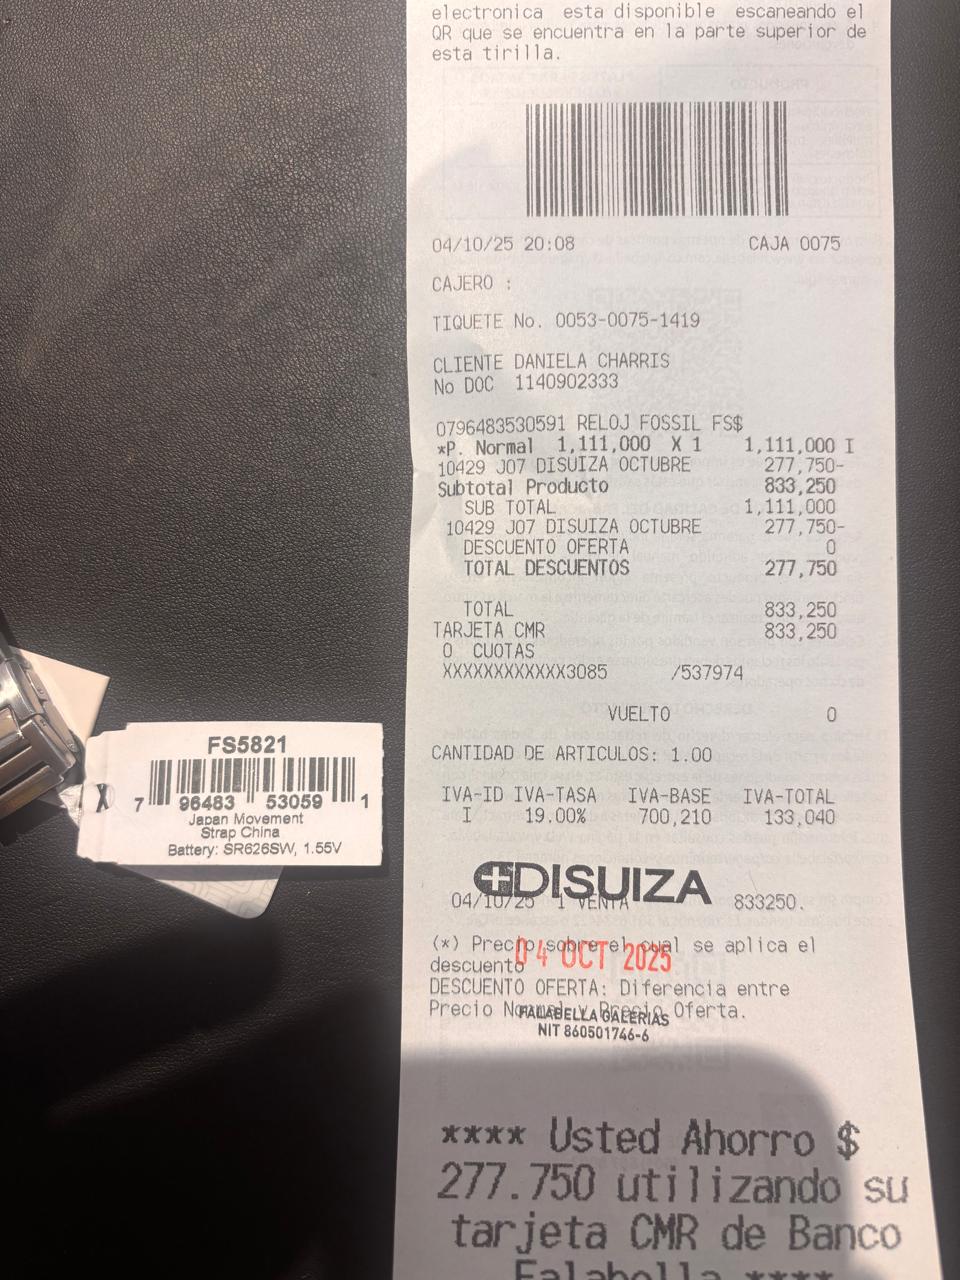 electronica esta disponible escaneando el
QR que se encuentra en la parte superior de
esta tirilla.
04/10/25 20:08 CAJA 0075
CAJERO :
TIQUETE No. 0053-0075-1419
CLIENTE DANIELA CHARRIS
No DOC 1140902333
0796483530591 RELOJ FOSSIL FS$
*P. Normal 1,111,000 X 1 1,111,000 I
10429 J07 DISUIZA OCTUBRE 277,750-
Subtotal Producto 833,250
SUB TOTAL 1,111,000
10429 J07 DISUIZA OCTUBRE 277,750-
DESCUENTO OFERTA 0
TOTAL DESCUENTOS 277,750
TOTAL 833,250
TARJETA CMR 833,250
0 CUOTAS
XXXXXXXXXXXX3085 /537974
VUELTO 0
CANTIDAD DE ARTICULOS: 1.00
IVA-ID IVA-TASA IVA-BASE IVA-TOTAL
I 19.00% 700,210 133,040
DISUIZA
04/10/25 1 VENTA 833250.
(*) Precio sobre el cual se aplica el
04 OCT 2025
descuento
DESCUENTO OFERTA: Diferencia entre
Precio Normal y Precio Oferta.
FALABELLA GALERIAS
NIT 860501746-6
**** Usted Ahorro $
277.750 utilizando su
tarjeta CMR de Banco
Falabella ****
FS5821
X 7 96483 53059 1
Japan Movement
Strap China
Battery: SR626SW, 1.55V